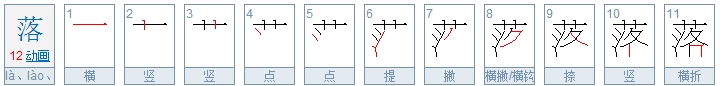 落
12 动画
là、lào、
1 2 3 4 5 6 7 8 9 10 11
横 竖 竖 点 点 提 撇 横撇/横钩 捺 竖 横折